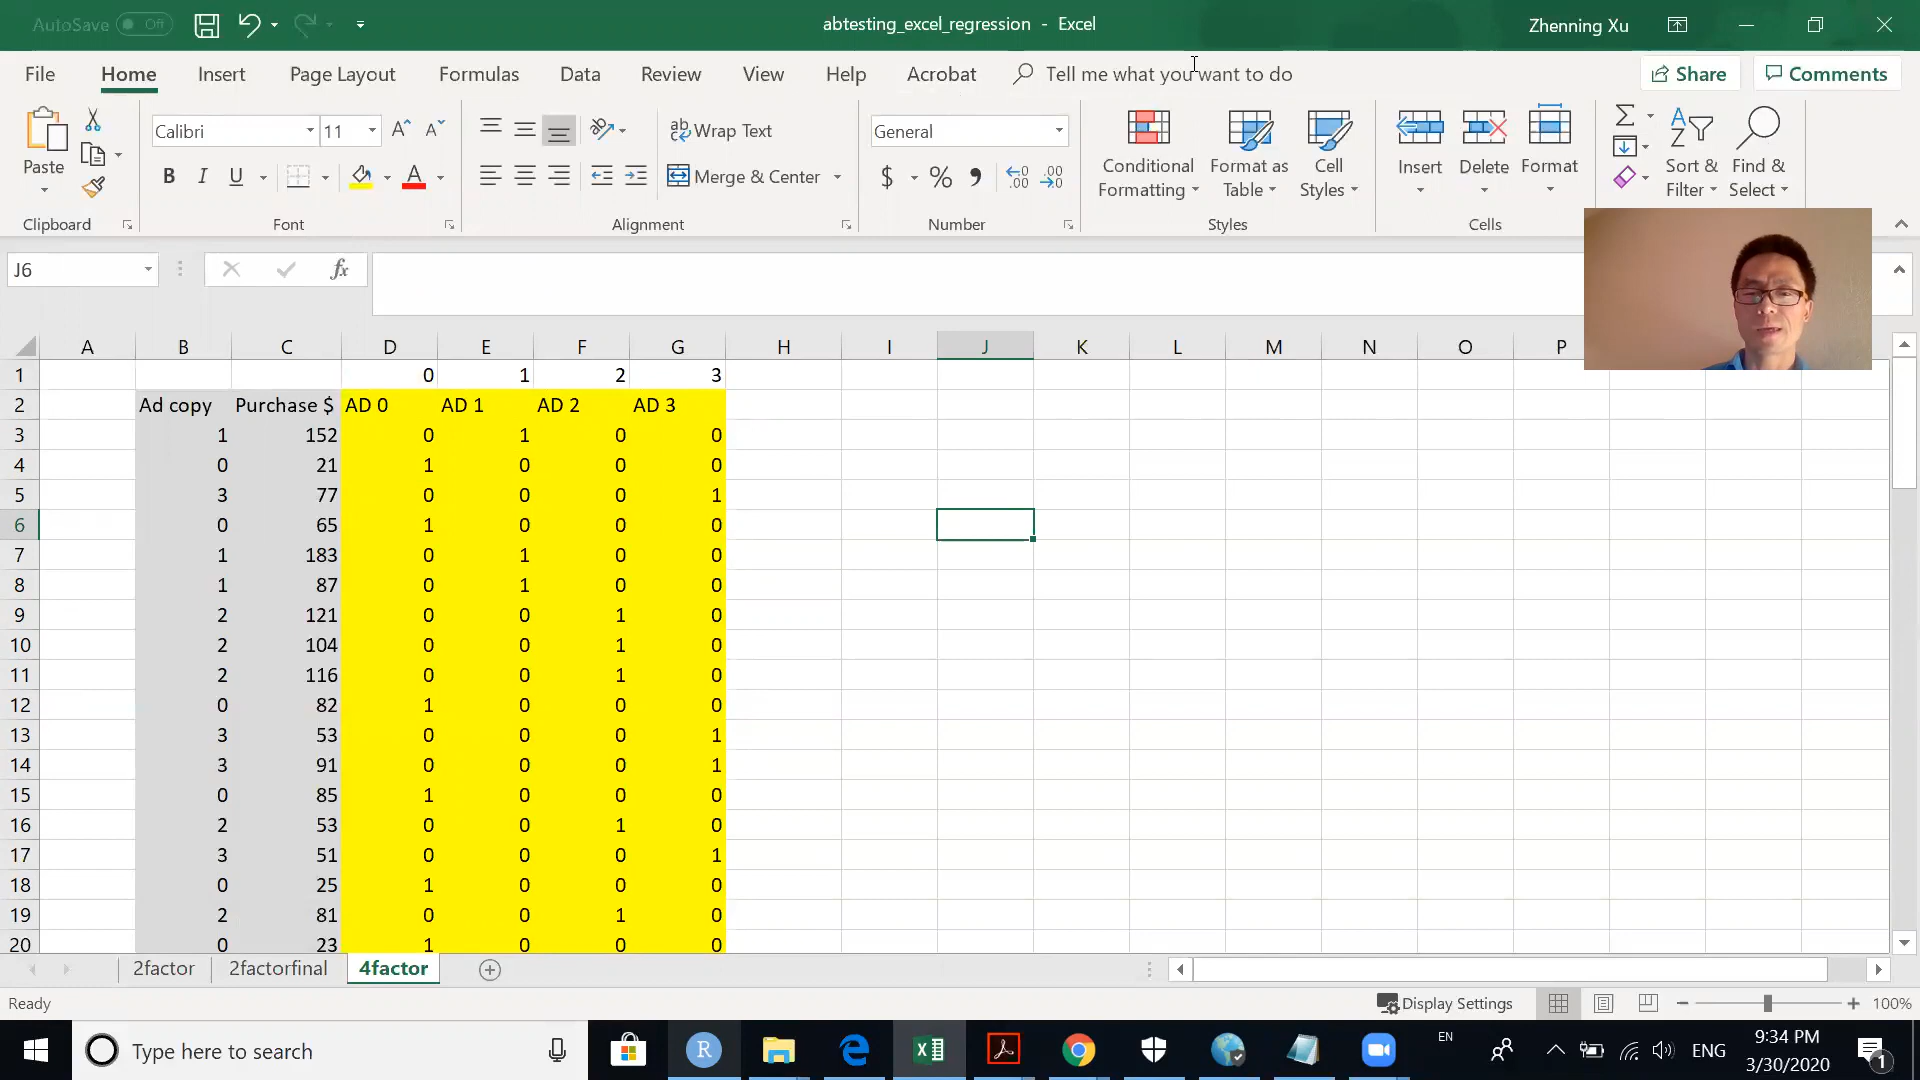 AutoSave Off
abtesting_excel_regression - Excel
Zhenning Xu
File Home Insert Page Layout Formulas Data Review View Help Acrobat Tell me what you want to do Share Comments
Calibri 11 Wrap Text General
Paste Conditional Formatting Format as Table Cell Styles Insert Delete Format Sort & Filter Find & Select
B I U A Merge & Center $ % 9 .00
Clipboard Font Alignment Number Styles Cells
J6 fx
A B C D E F G H I J K L M N O P
1 0 1 2 3
2 Ad copy Purchase $ AD 0 AD 1 AD 2 AD 3
3 1 152 0 1 0 0
4 0 21 1 0 0 0
5 3 77 0 0 0 1
6 0 65 1 0 0 0
7 1 183 0 1 0 0
8 1 87 0 1 0 0
9 2 121 0 0 1 0
10 2 104 0 0 1 0
11 2 116 0 0 1 0
12 0 82 1 0 0 0
13 3 53 0 0 0 1
14 3 91 0 0 0 1
15 0 85 1 0 0 0
16 2 53 0 0 1 0
17 3 51 0 0 0 1
18 0 25 1 0 0 0
19 2 81 0 0 1 0
20 0 23 1 0 0 0
2factor 2factorfinal 4factor
Ready Display Settings 100%
Type here to search
EN
ENG
9:34 PM
3/30/2020
1